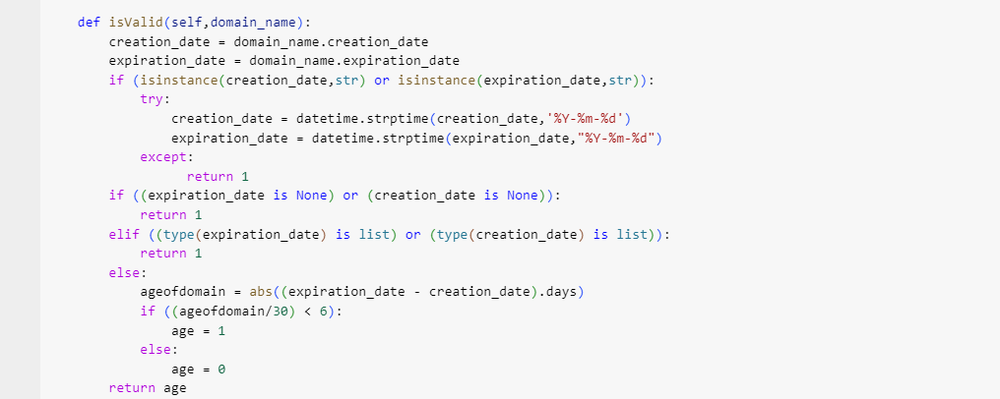 def isValid(self,domain_name):
    creation_date = domain_name.creation_date
    expiration_date = domain_name.expiration_date
    if (isinstance(creation_date,str) or isinstance(expiration_date,str)):
        try:
            creation_date = datetime.strptime(creation_date,'%Y-%m-%d')
            expiration_date = datetime.strptime(expiration_date,"%Y-%m-%d")
        except:
              return 1
    if ((expiration_date is None) or (creation_date is None)):
        return 1
    elif ((type(expiration_date) is list) or (type(creation_date) is list)):
        return 1
    else:
        ageofdomain = abs((expiration_date - creation_date).days)
        if ((ageofdomain/30) < 6):
            age = 1
        else:
            age = 0
    return age